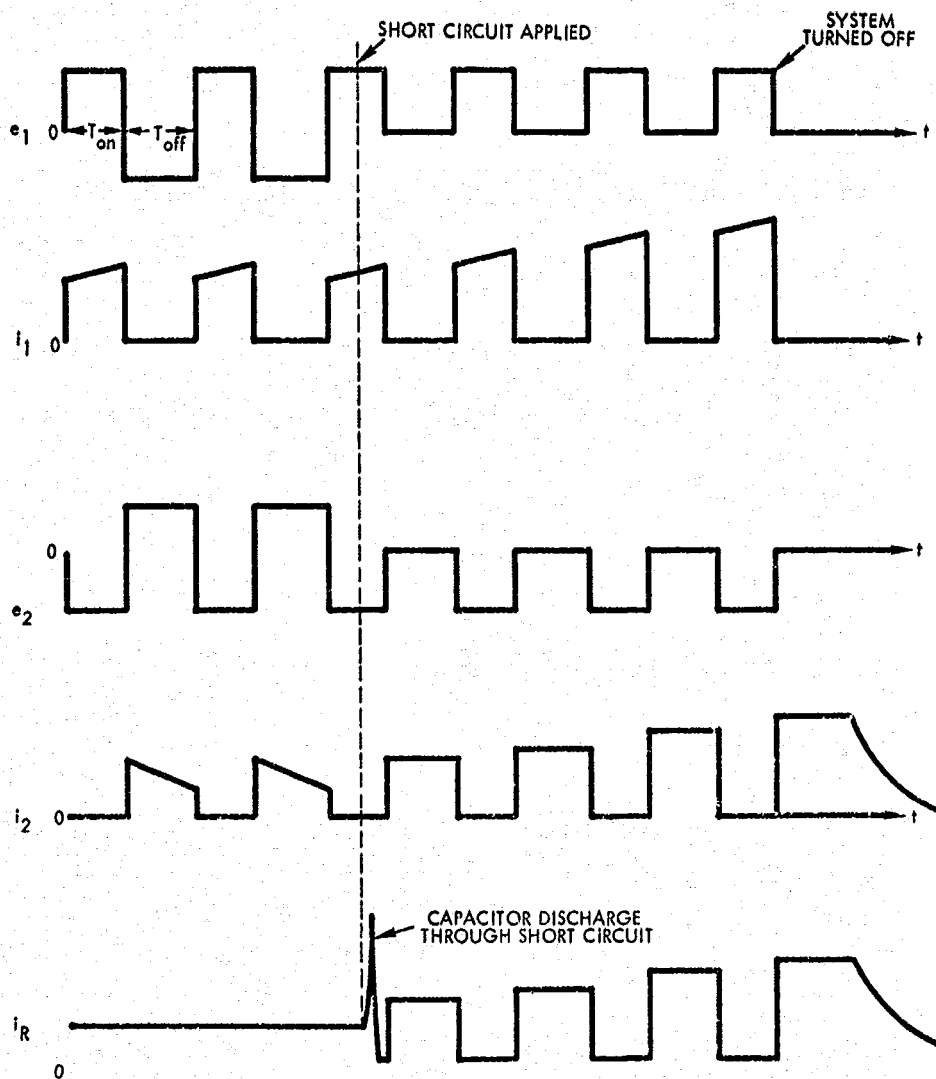 SHORT CIRCUIT APPLIED
SYSTEM
TURNED OFF
e1 0 Ton Toff t
i1 0 t
0 t
e2
i2 0 t
CAPACITOR DISCHARGE
THROUGH SHORT CIRCUIT
iR
0